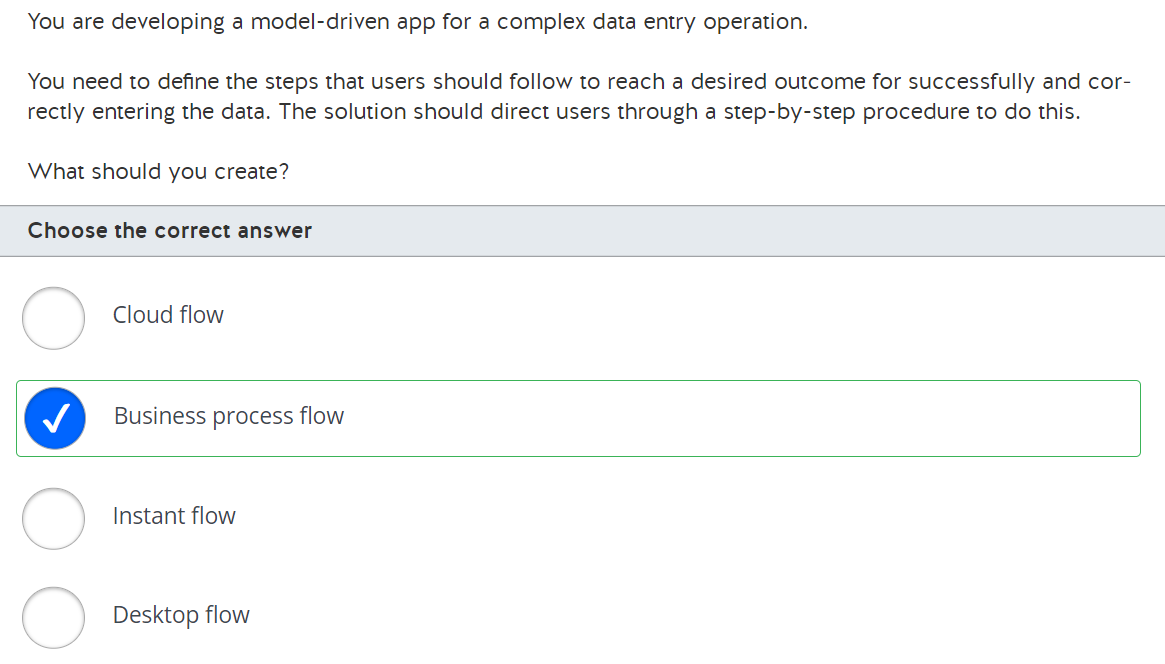 You are developing a model-driven app for a complex data entry operation.
You need to define the steps that users should follow to reach a desired outcome for successfully and cor-
rectly entering the data. The solution should direct users through a step-by-step procedure to do this.
What should you create?
Choose the correct answer
Cloud flow
Business process flow
Instant flow
Desktop flow